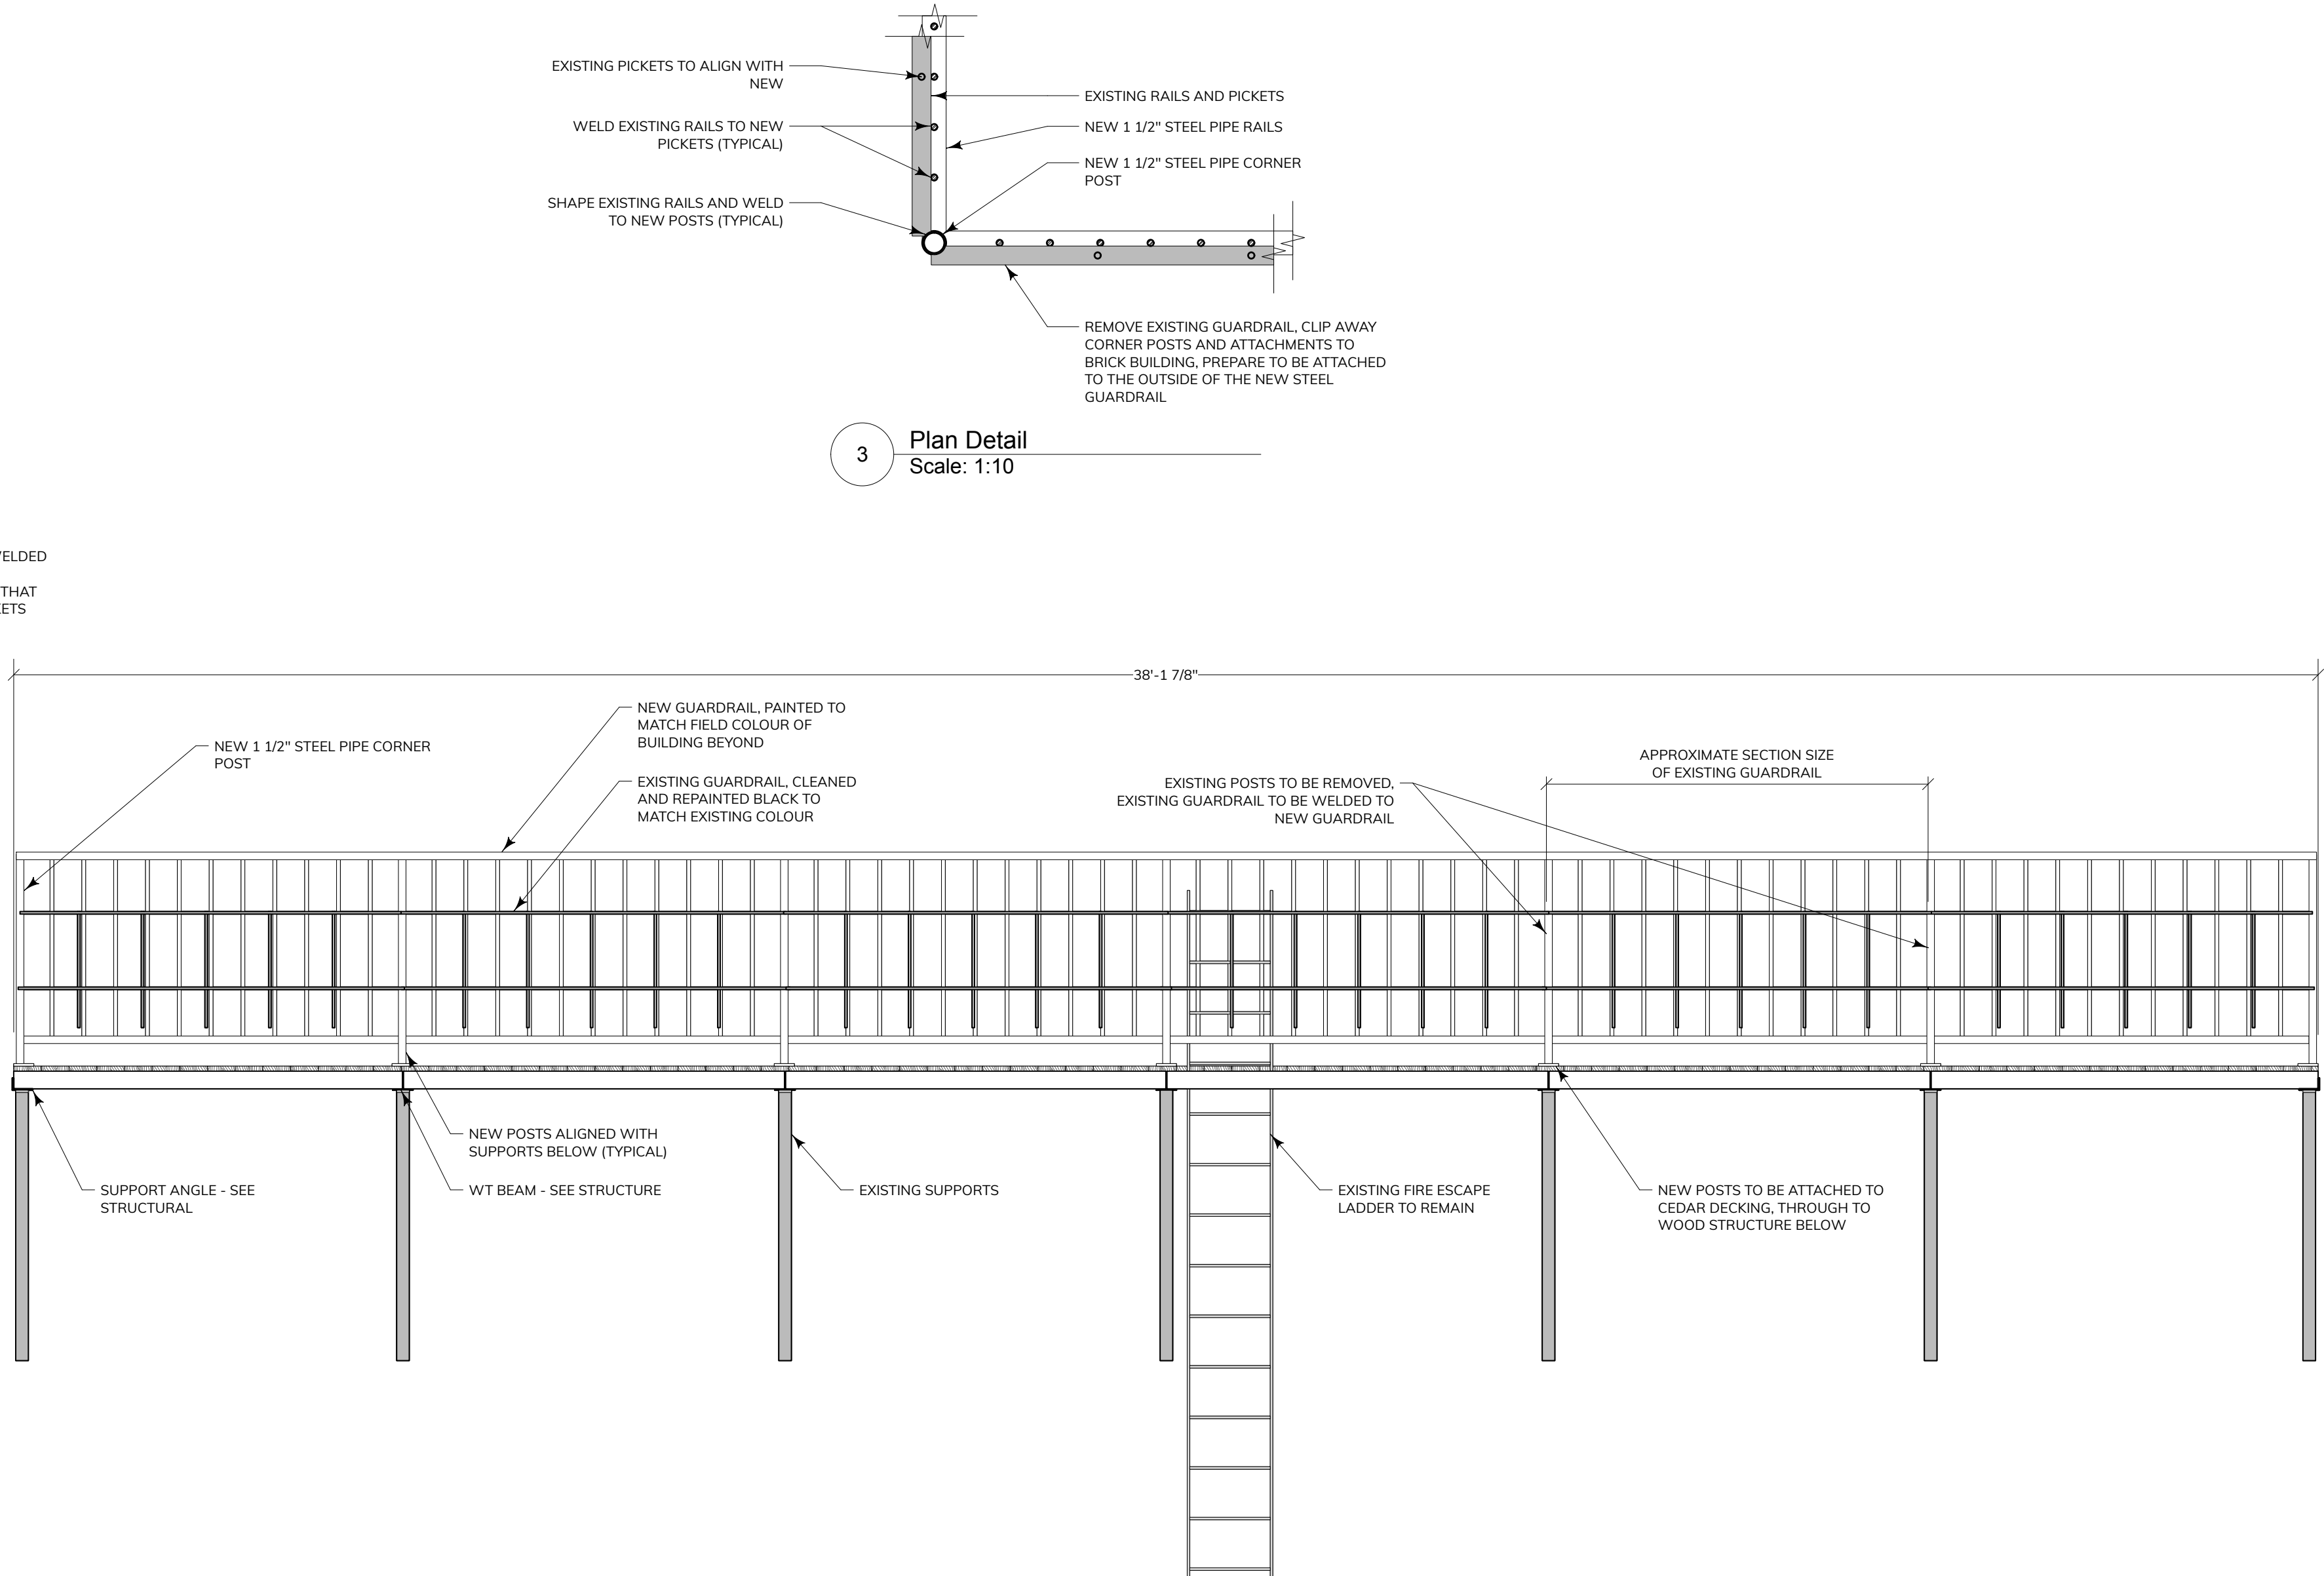 EXISTING PICKETS TO ALIGN WITH
NEW
WELD EXISTING RAILS TO NEW
PICKETS (TYPICAL)
SHAPE EXISTING RAILS AND WELD
TO NEW POSTS (TYPICAL)
EXISTING RAILS AND PICKETS
NEW 1 1/2" STEEL PIPE RAILS
NEW 1 1/2" STEEL PIPE CORNER
POST
REMOVE EXISTING GUARDRAIL, CLIP AWAY
CORNER POSTS AND ATTACHMENTS TO
BRICK BUILDING, PREPARE TO BE ATTACHED
TO THE OUTSIDE OF THE NEW STEEL
GUARDRAIL
3
Plan Detail
Scale: 1:10
ELDED
THAT
ETS
38'-1 7/8"
NEW 1 1/2" STEEL PIPE CORNER
POST
NEW GUARDRAIL, PAINTED TO
MATCH FIELD COLOUR OF
BUILDING BEYOND
EXISTING GUARDRAIL, CLEANED
AND REPAINTED BLACK TO
MATCH EXISTING COLOUR
EXISTING POSTS TO BE REMOVED,
EXISTING GUARDRAIL TO BE WELDED TO
NEW GUARDRAIL
APPROXIMATE SECTION SIZE
OF EXISTING GUARDRAIL
SUPPORT ANGLE - SEE
STRUCTURAL
NEW POSTS ALIGNED WITH
SUPPORTS BELOW (TYPICAL)
WT BEAM - SEE STRUCTURE
EXISTING SUPPORTS
EXISTING FIRE ESCAPE
LADDER TO REMAIN
NEW POSTS TO BE ATTACHED TO
CEDAR DECKING, THROUGH TO
WOOD STRUCTURE BELOW